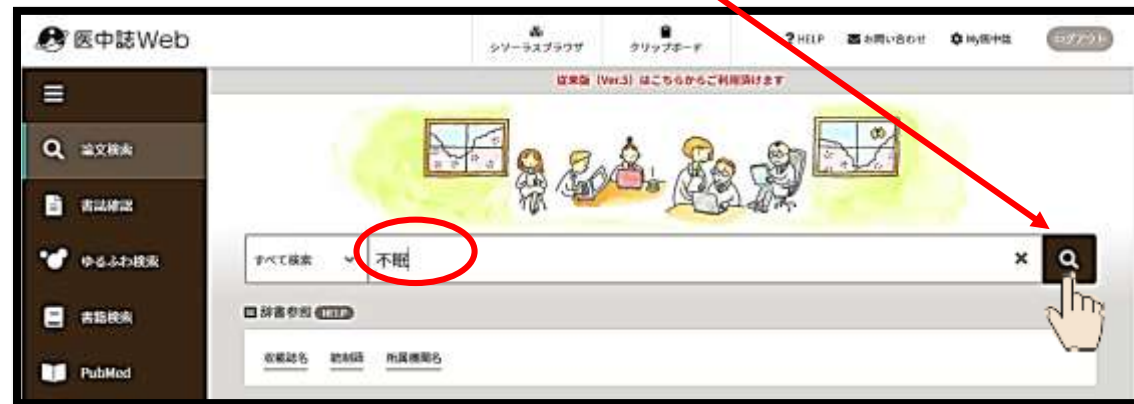 医中誌Web
シソーラスブラウザ
クリップボード
HELP
お問い合わせ
My医中誌
ログアウト
従来版（Ver.5）はこちらからご利用頂けます
論文検索
書誌確認
ゆるふわ検索
書籍検索
PubMed
すべて検索
不眠
辞書参照 HELP
収載誌名 統制語 所属機関名